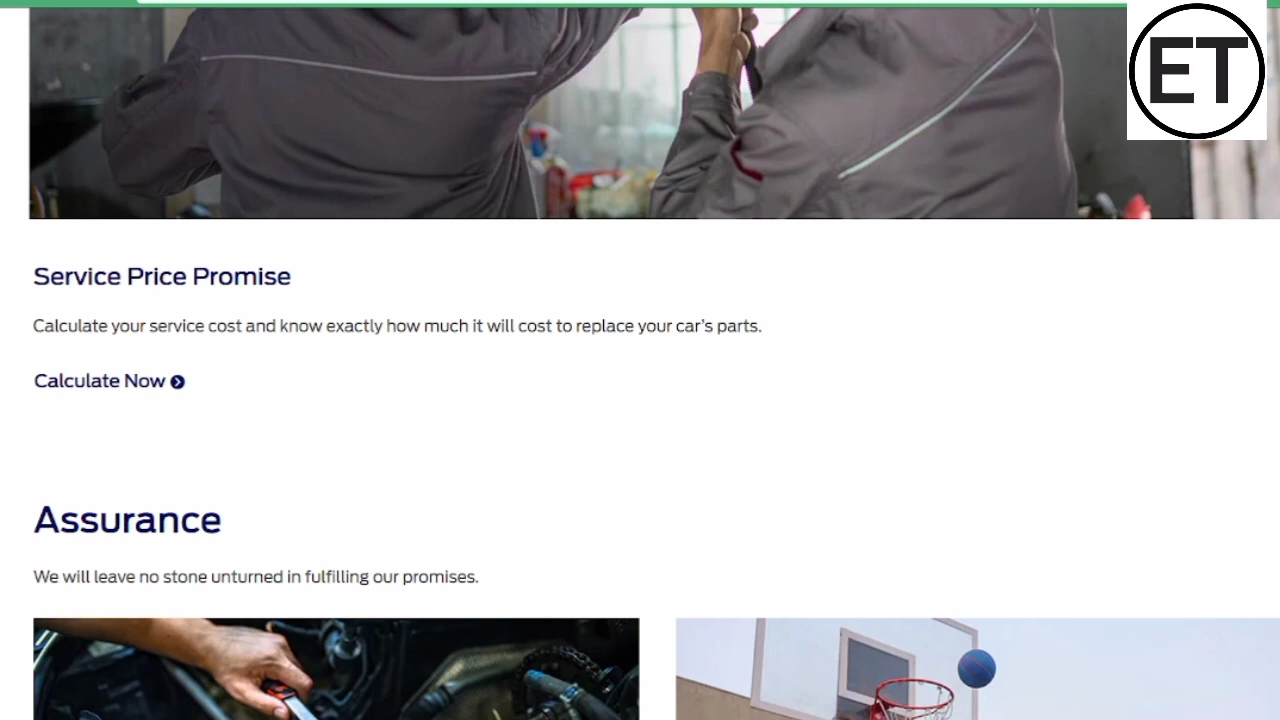 ET
Service Price Promise
Calculate your service cost and know exactly how much it will cost to replace your car's parts.
Calculate Now
Assurance
We will leave no stone unturned in fulfilling our promises.